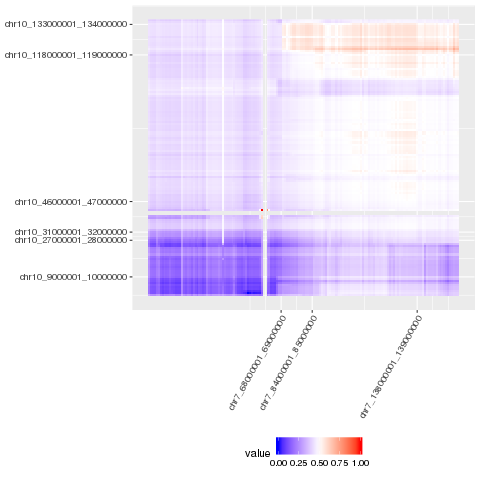 chr10_133000001_134000000
chr10_118000001_119000000
chr10_46000001_47000000
chr10_31000001_32000000
chr10_27000001_28000000
chr10_9000001_10000000
chr7_68000001_69000000
chr7_84000001_85000000
chr7_138000001_139000000
value
0.00 0.25 0.50 0.75 1.00